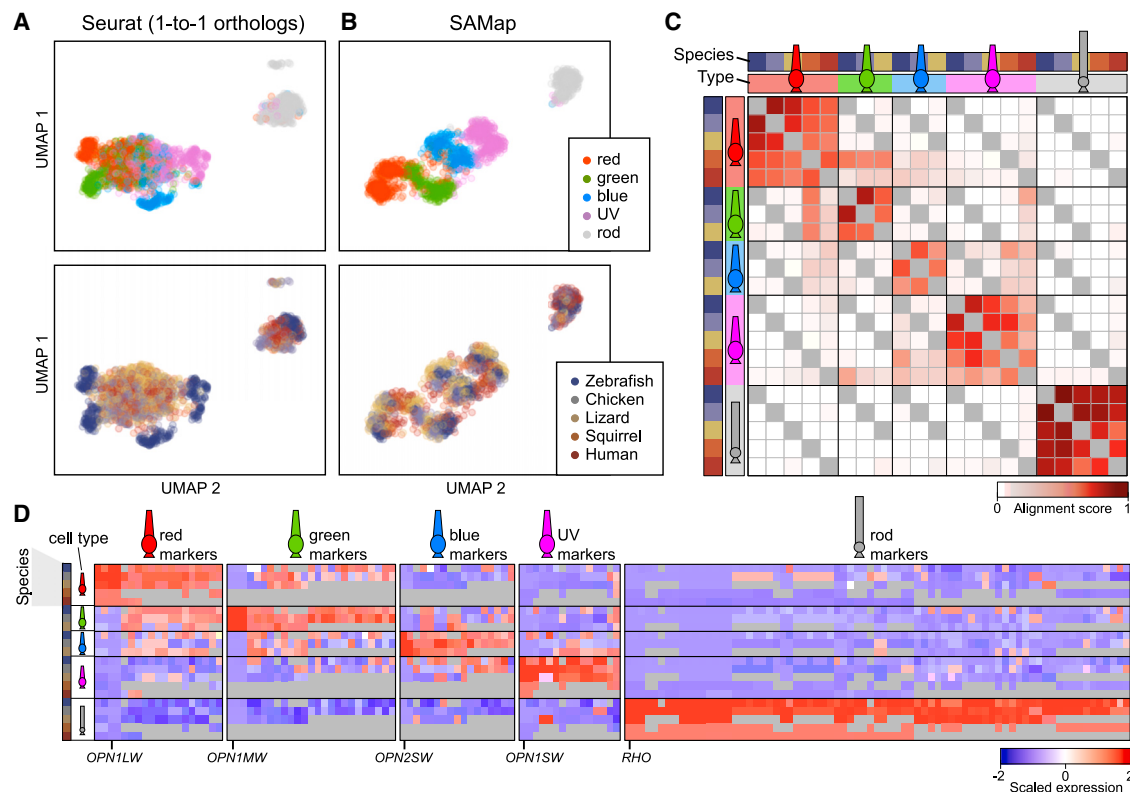 A
Seurat (1-to-1 orthologs)
UMAP 1
B
SAMap
red
green
blue
UV
rod
UMAP 1
UMAP 2
UMAP 2
Zebrafish
Chicken
Lizard
Squirrel
Human
C
Species
Type
0
Alignment score
1
D
cell type
Species
red
markers
green
markers
blue
markers
UV
markers
rod
markers
OPN1LW
OPN1MW
OPN2SW
OPN1SW
RHO
-2
0
2
Scaled expression